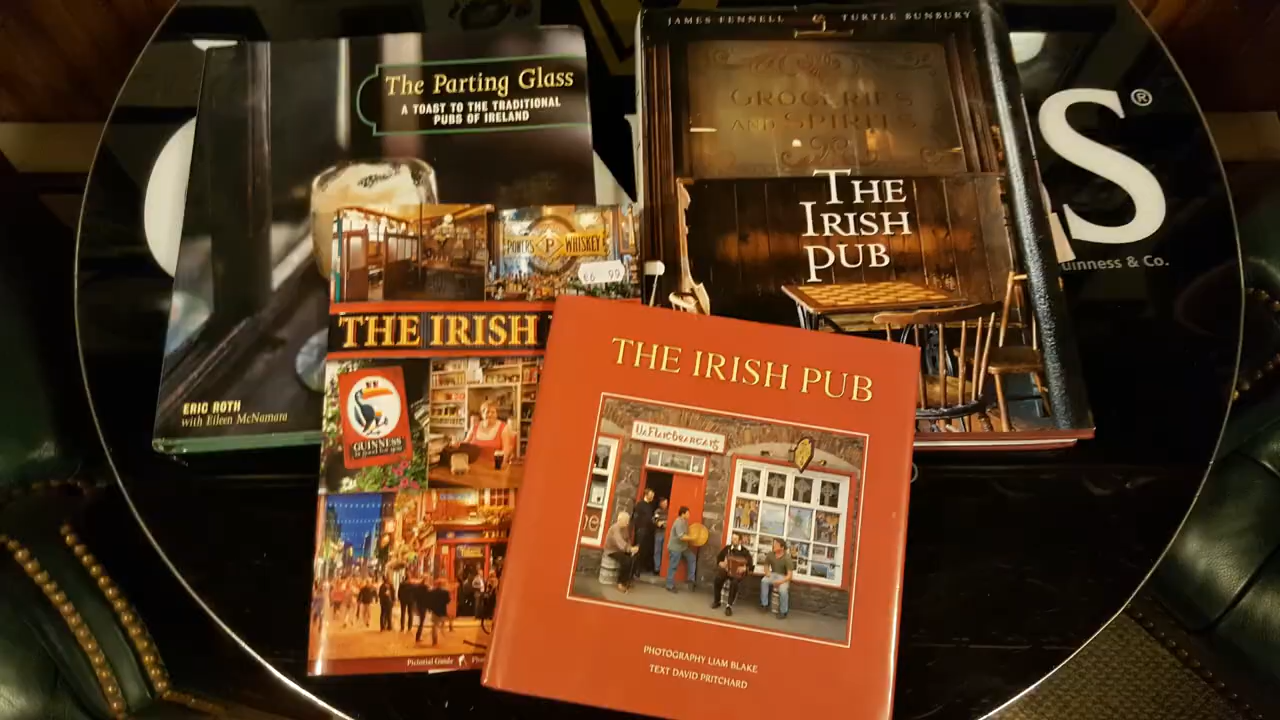 The Parting Glass
A TOAST TO THE TRADITIONAL
PUBS OF IRELAND
ERIC ROTH
with Eileen McNamara
JAMES FENNELL & TURTLE BUNBURY
GROCERIES
AND SPIRITS
THE
IRISH
PUB
S®
uinness & Co.
POWERS P WHISKEY
€6.99
THE IRISH
GUINNESS
Pictorial Guide
THE IRISH PUB
PHOTOGRAPHY LIAM BLAKE
TEXT DAVID PRITCHARD